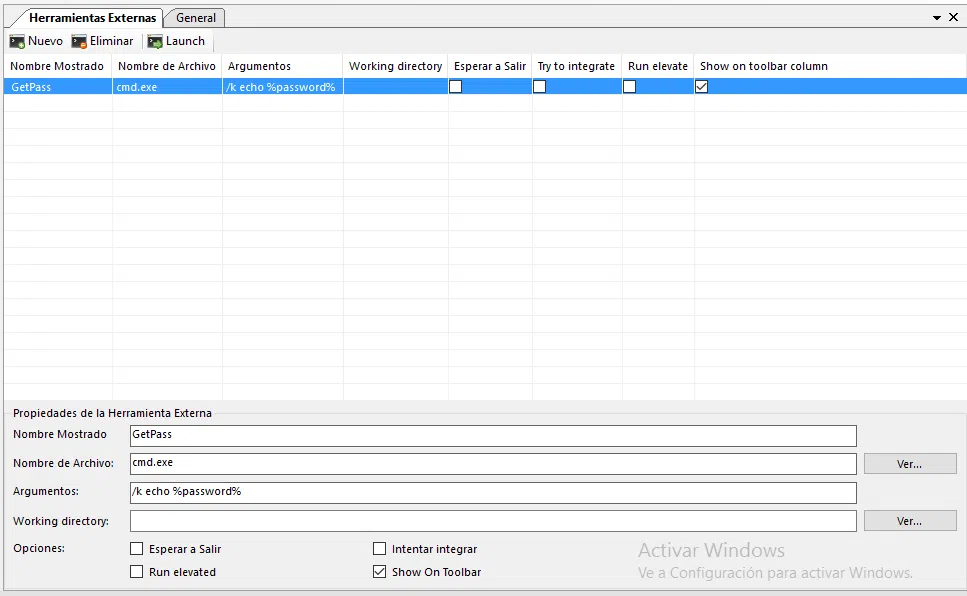 Herramientas Externas General
Nuevo Eliminar Launch
Nombre Mostrado Nombre de Archivo Argumentos Working directory Esperar a Salir Try to integrate Run elevate Show on toolbar column
GetPass cmd.exe /k echo %password%
Propiedades de la Herramienta Externa
Nombre Mostrado GetPass
Nombre de Archivo: cmd.exe Ver...
Argumentos: /k echo %password%
Working directory: Ver...
Opciones: Esperar a Salir Intentar integrar
Activar Windows
Run elevated Show On Toolbar
Ve a Configuración para activar Windows.